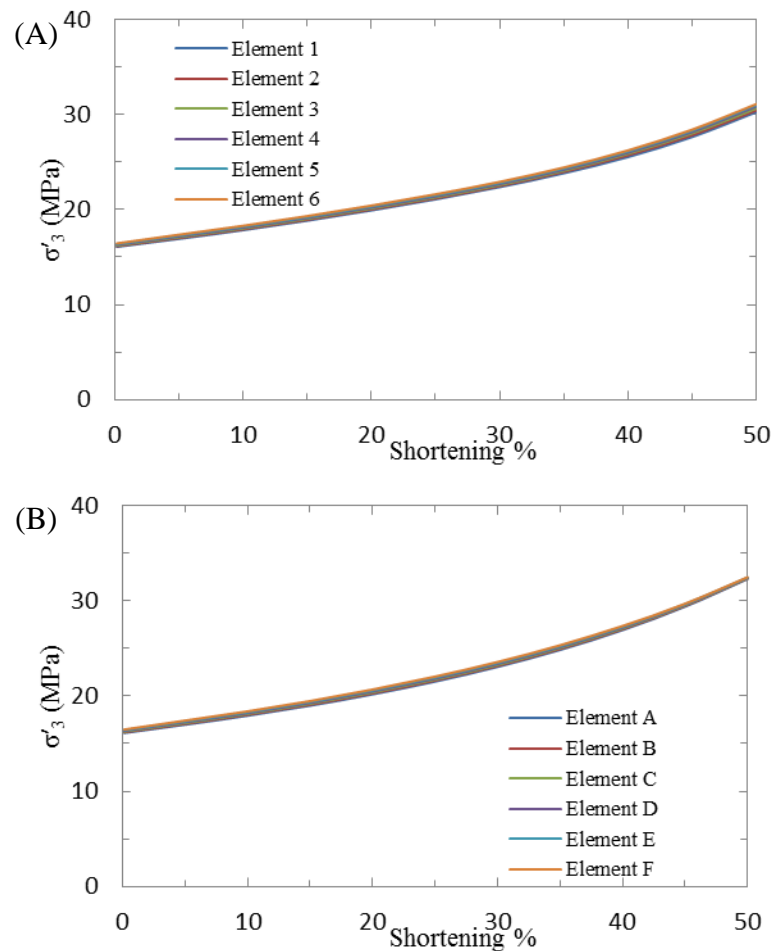 (A)
40
30
20
10
0
σ′3 (MPa)
Element 1
Element 2
Element 3
Element 4
Element 5
Element 6
0 10 20 30 40 50
Shortening %
(B)
40
30
20
10
0
σ′3 (MPa)
Element A
Element B
Element C
Element D
Element E
Element F
0 10 20 30 40 50
Shortening %